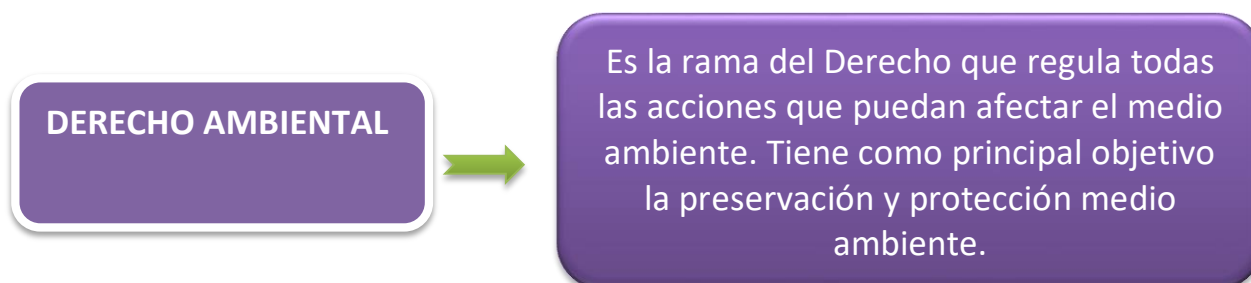 DERECHO AMBIENTAL
Es la rama del Derecho que regula todas
las acciones que puedan afectar el medio
ambiente. Tiene como principal objetivo
la preservación y protección medio
ambiente.